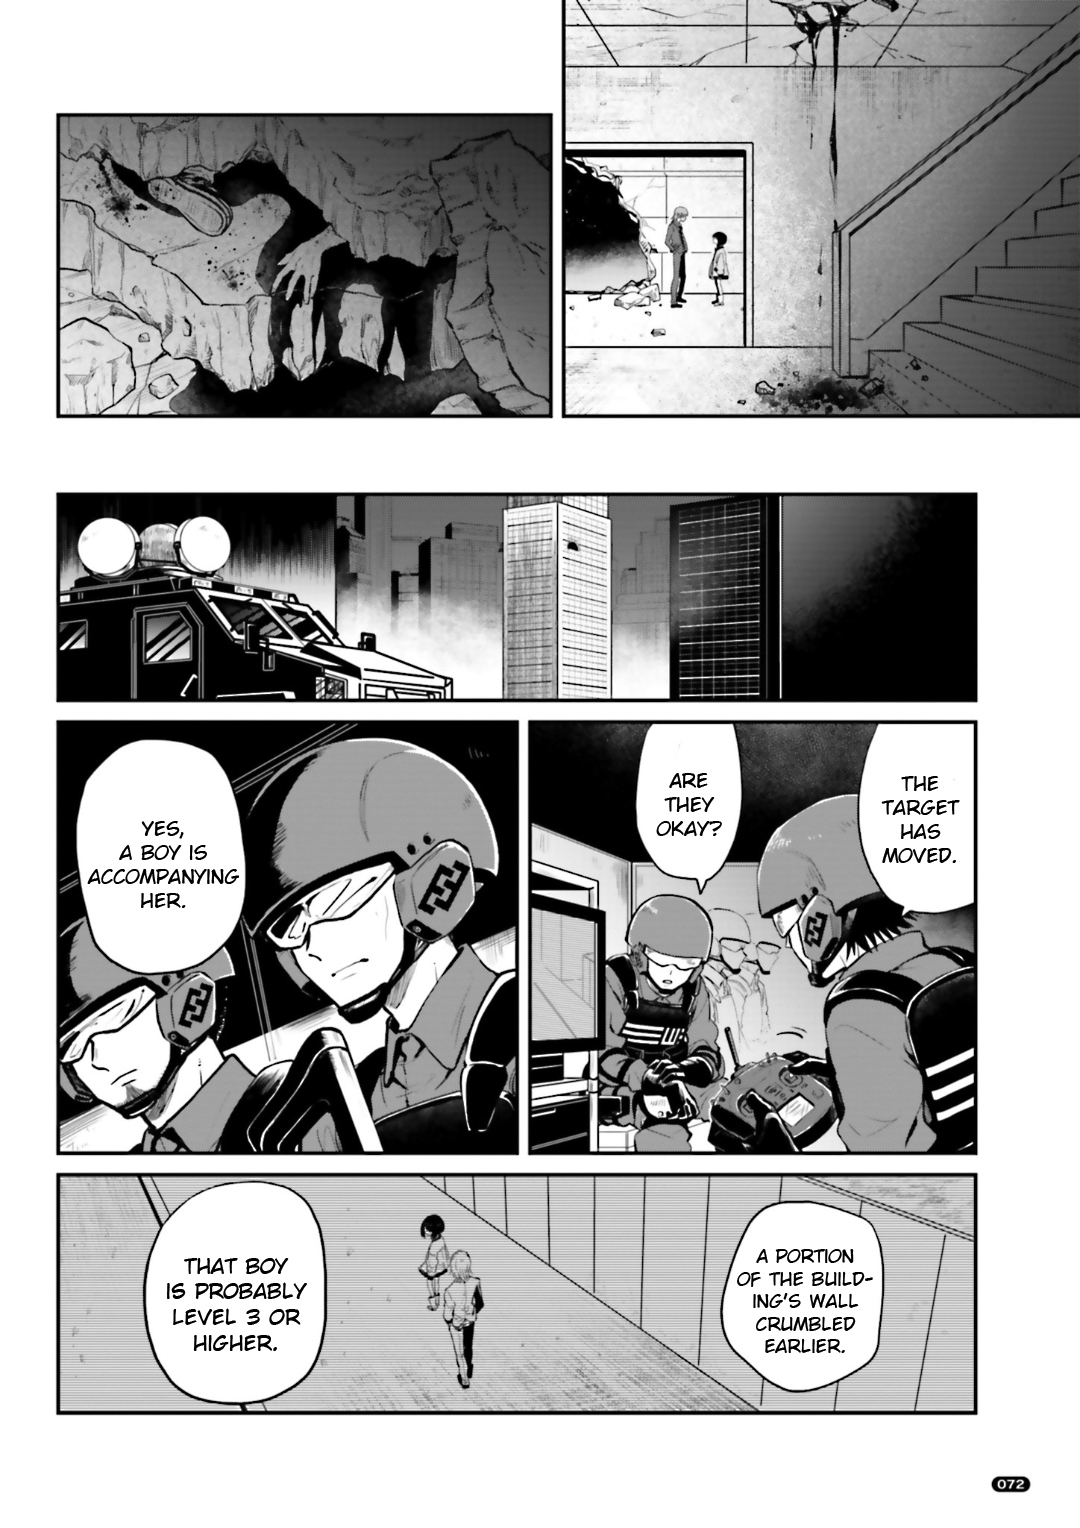 THE
TARGET
HAS
MOVED.
ARE
THEY
OKAY?
YES,
A BOY IS
ACCOMPANYING
HER.
A PORTION
OF THE BUILD-
ING'S WALL
CRUMBLED
EARLIER.
THAT BOY
IS PROBABLY
LEVEL 3 OR
HIGHER.
072